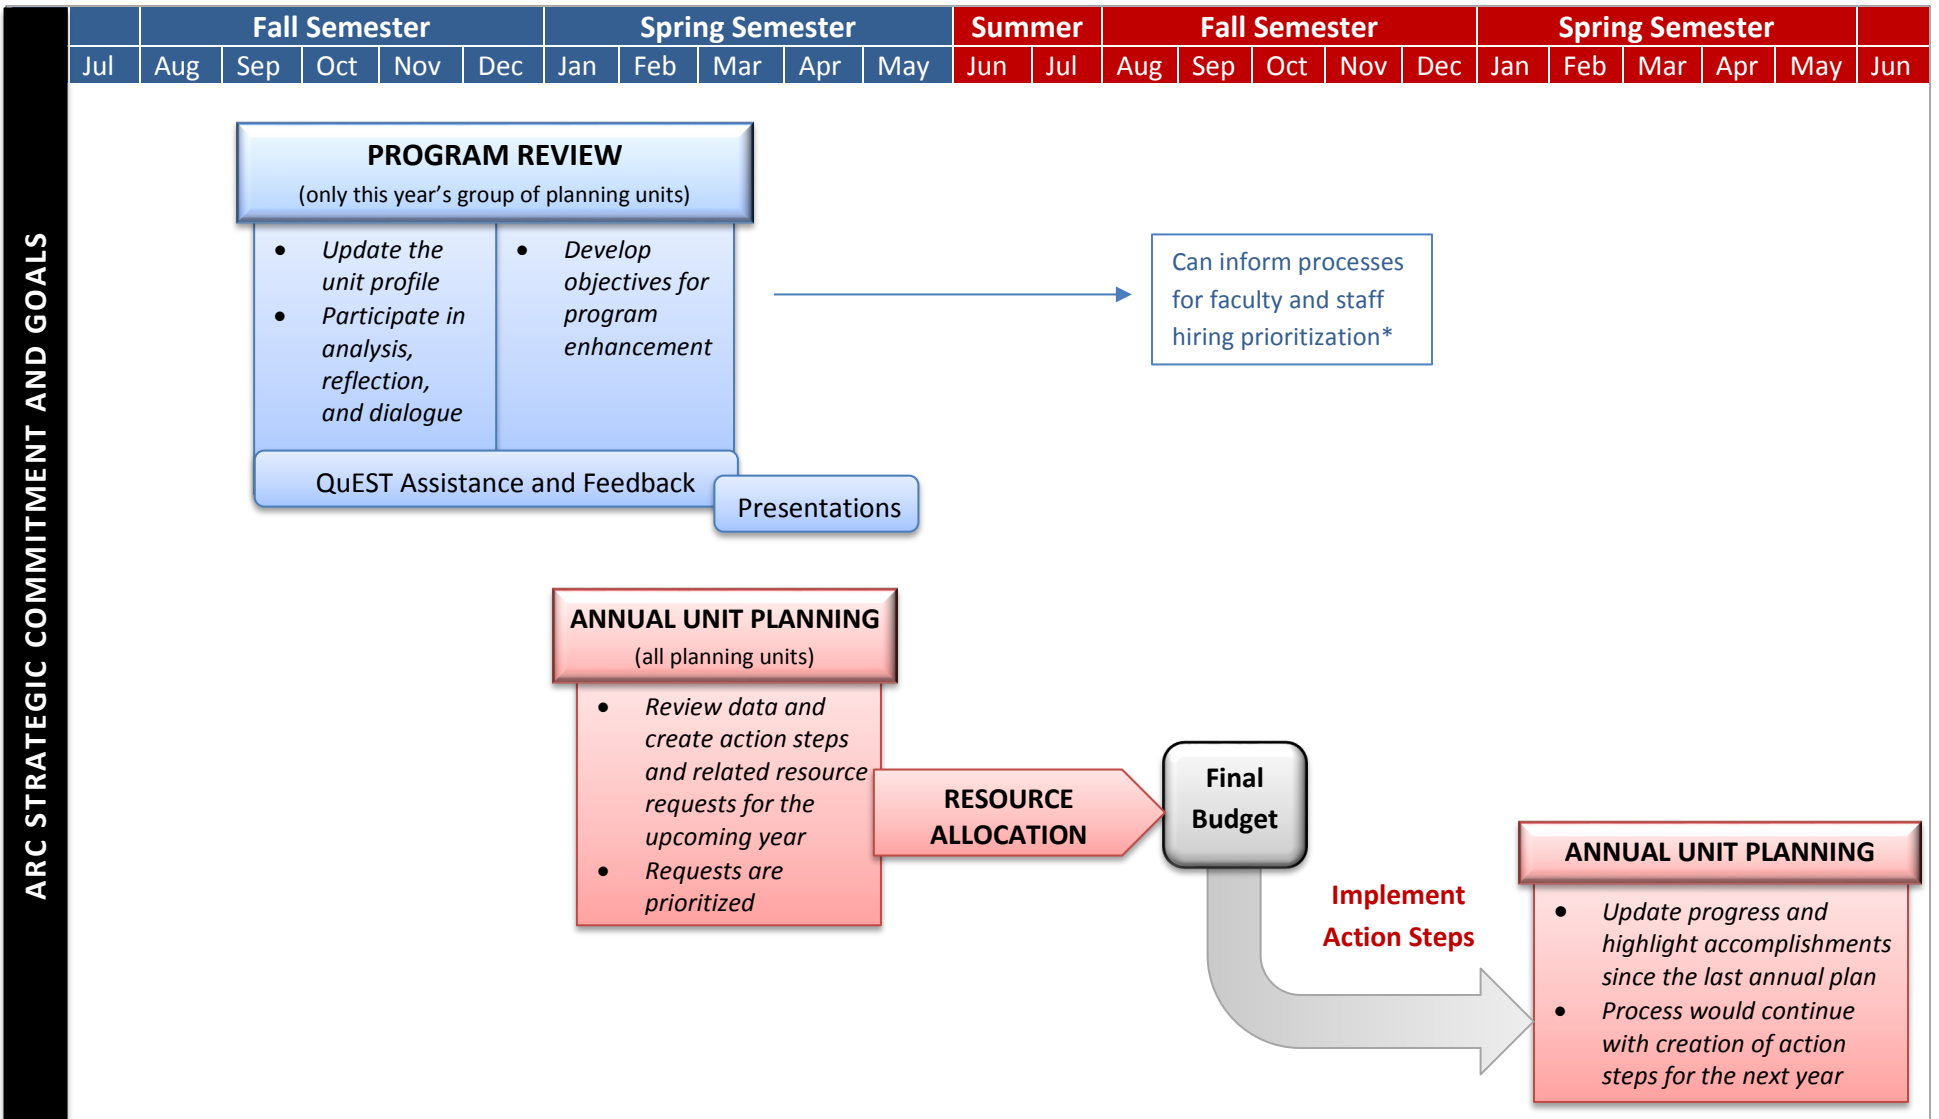 ARC STRATEGIC COMMITMENT AND GOALS
Fall Semester Spring Semester Summer Fall Semester Spring Semester
Jul Aug Sep Oct Nov Dec Jan Feb Mar Apr May Jun Jul Aug Sep Oct Nov Dec Jan Feb Mar Apr May Jun
PROGRAM REVIEW
(only this year’s group of planning units)
• Update the
unit profile
• Participate in
analysis,
reflection,
and dialogue
• Develop
objectives for
program
enhancement
QuEST Assistance and Feedback
Presentations
Can inform processes
for faculty and staff
hiring prioritization*
ANNUAL UNIT PLANNING
(all planning units)
• Review data and
create action steps
and related resource
requests for the
upcoming year
• Requests are
prioritized
RESOURCE
ALLOCATION
Final
Budget
Implement
Action Steps
ANNUAL UNIT PLANNING
• Update progress and
highlight accomplishments
since the last annual plan
• Process would continue
with creation of action
steps for the next year